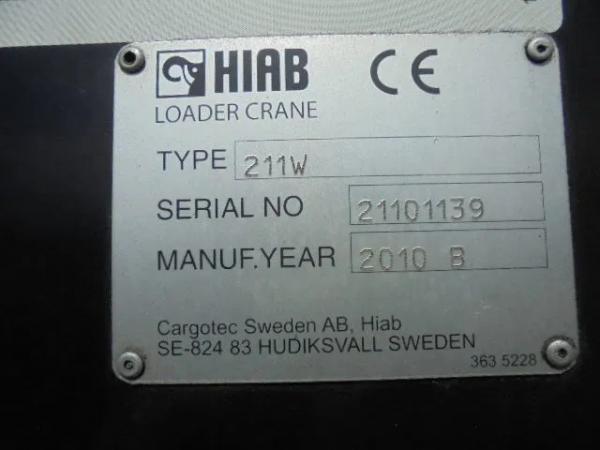 HIAB CE
LOADER CRANE
TYPE 211W
SERIAL NO 21101139
MANUF.YEAR 2010 B
Cargotec Sweden AB, Hiab
SE-824 83 HUDIKSVALL SWEDEN
363 5228